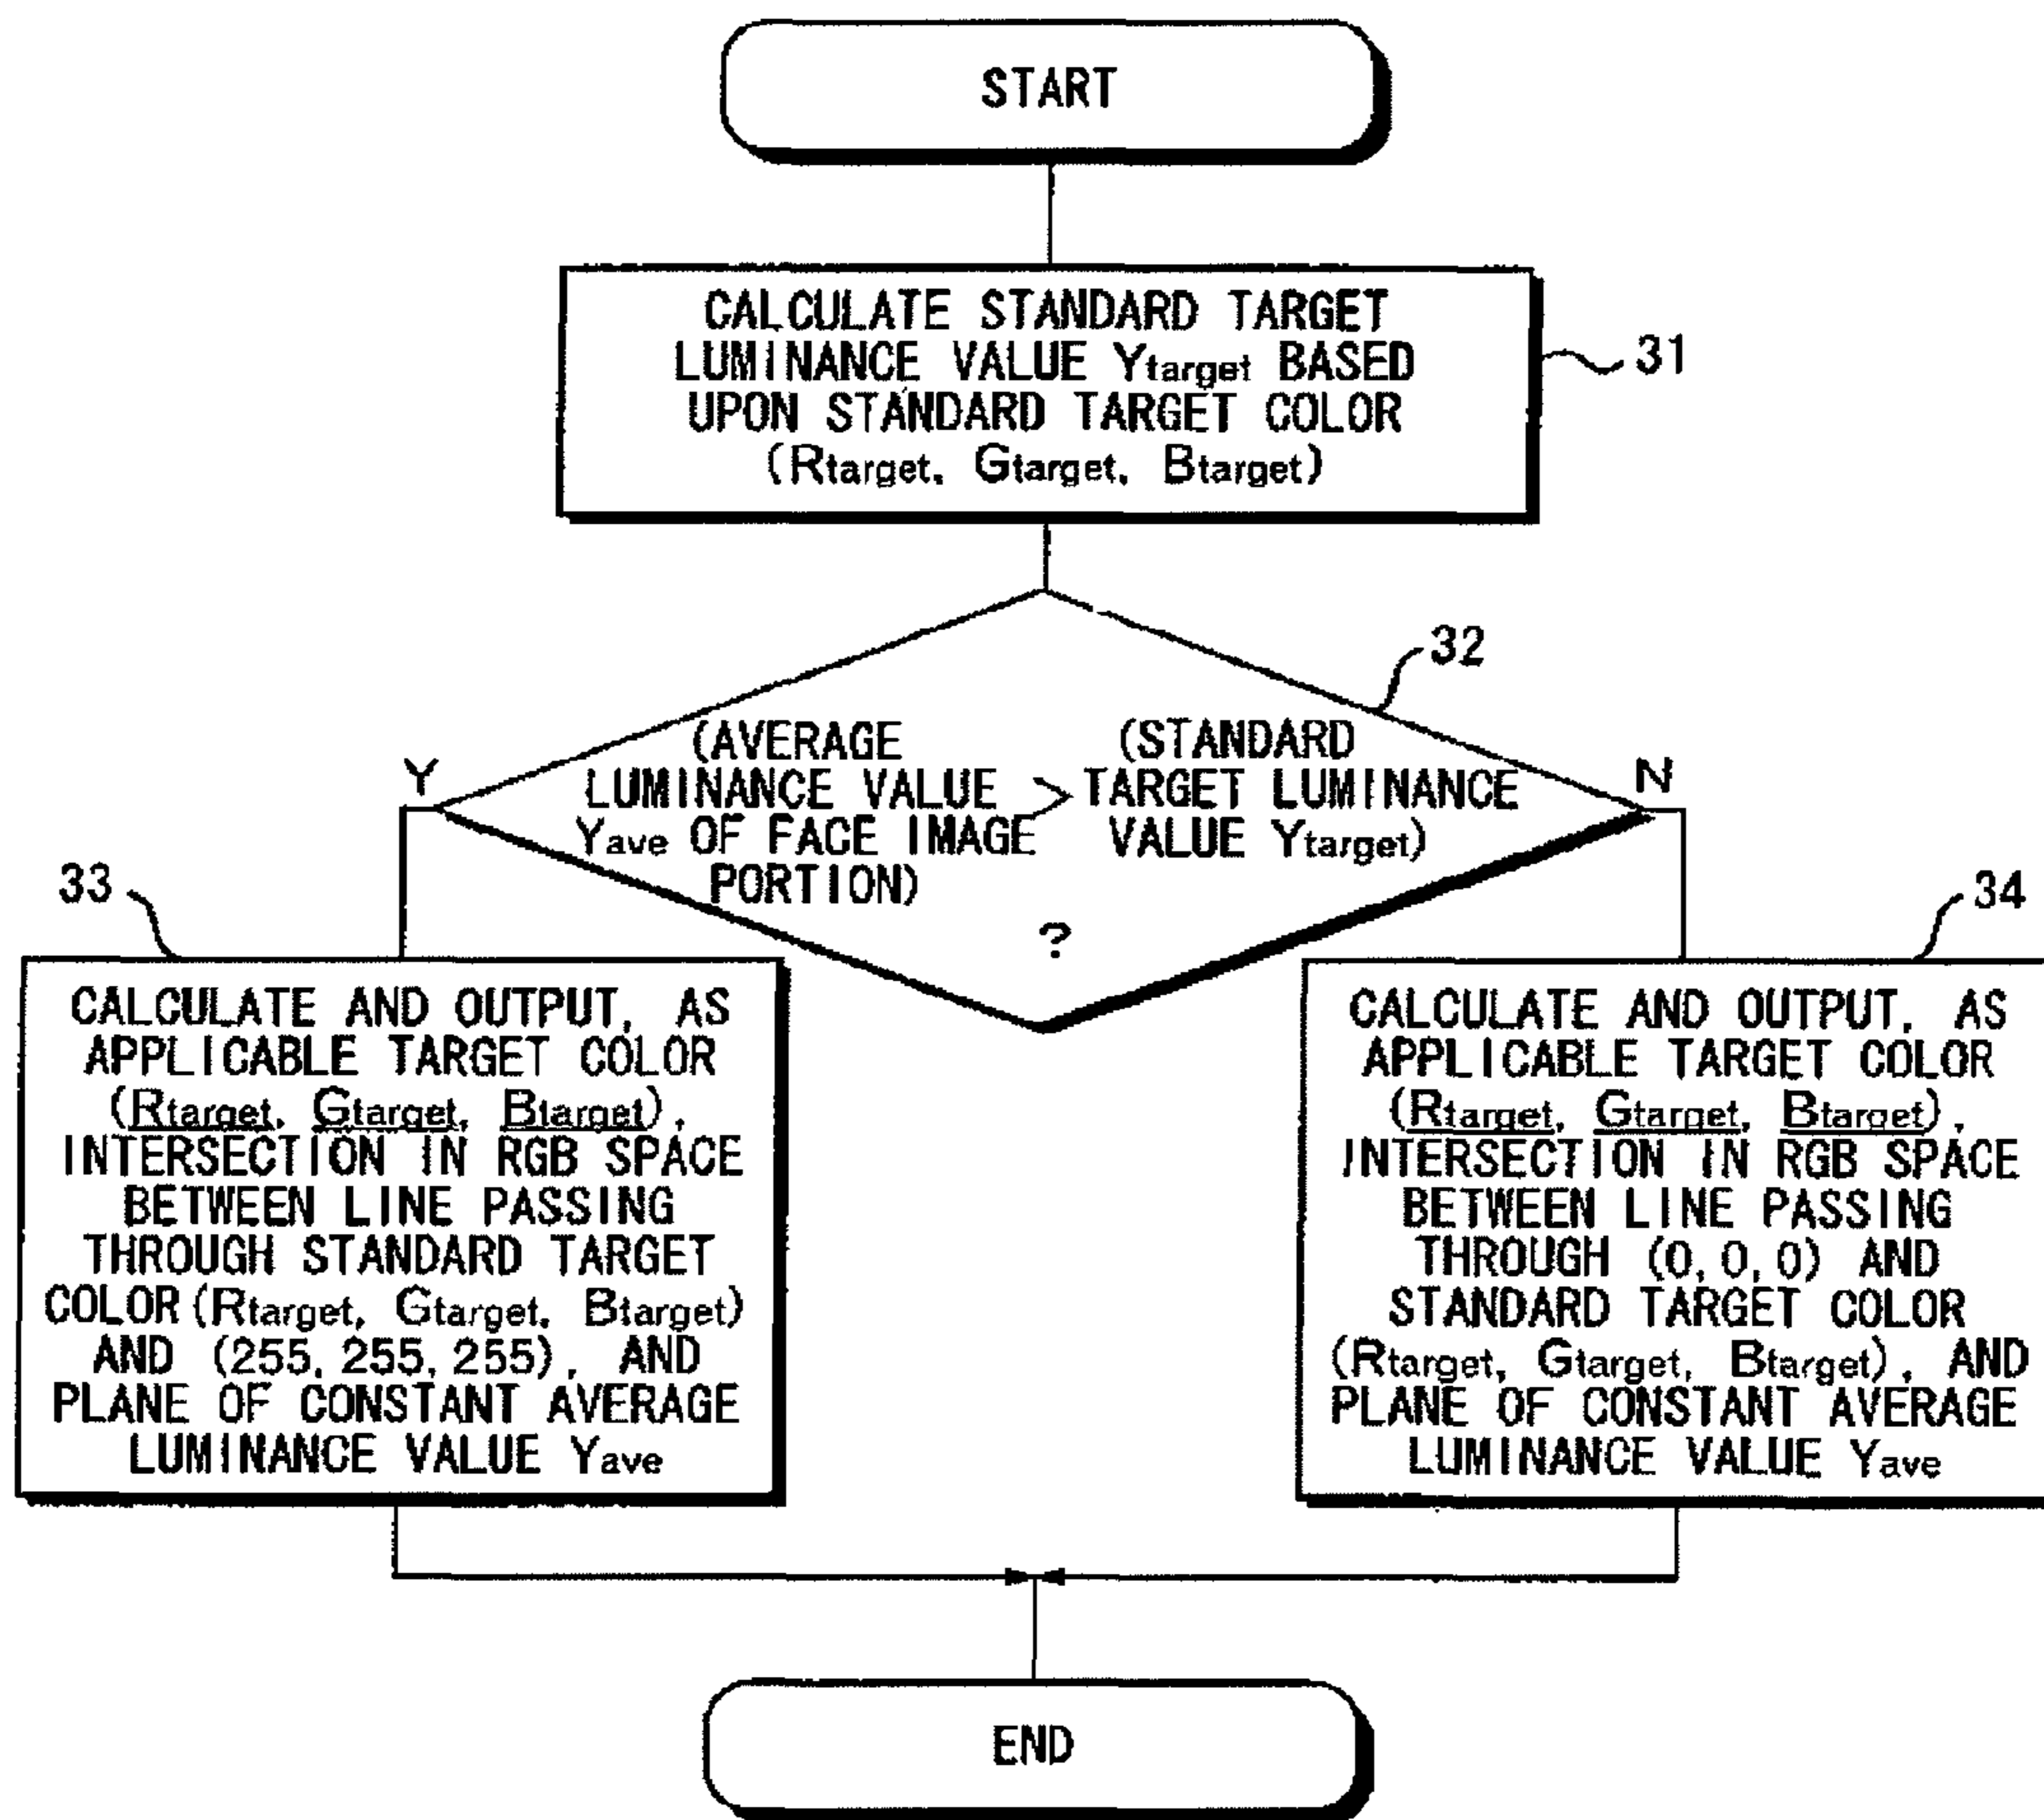 START
CALCULATE STANDARD TARGET
LUMINANCE VALUE Ytarget BASED
UPON STANDARD TARGET COLOR
(Rtarget, Gtarget, Btarget)
31
32
(AVERAGE
LUMINANCE VALUE
Yave OF FACE IMAGE
PORTION)
>
(STANDARD
TARGET LUMINANCE
VALUE Ytarget)
?
Y
N
33
CALCULATE AND OUTPUT, AS
APPLICABLE TARGET COLOR
(Rtarget, Gtarget, Btarget),
INTERSECTION IN RGB SPACE
BETWEEN LINE PASSING
THROUGH STANDARD TARGET
COLOR(Rtarget, Gtarget, Btarget)
AND (255, 255, 255), AND
PLANE OF CONSTANT AVERAGE
LUMINANCE VALUE Yave
34
CALCULATE AND OUTPUT, AS
APPLICABLE TARGET COLOR
(Rtarget, Gtarget, Btarget),
INTERSECTION IN RGB SPACE
BETWEEN LINE PASSING
THROUGH (0, 0, 0) AND
STANDARD TARGET COLOR
(Rtarget, Gtarget, Btarget), AND
PLANE OF CONSTANT AVERAGE
LUMINANCE VALUE Yave
END